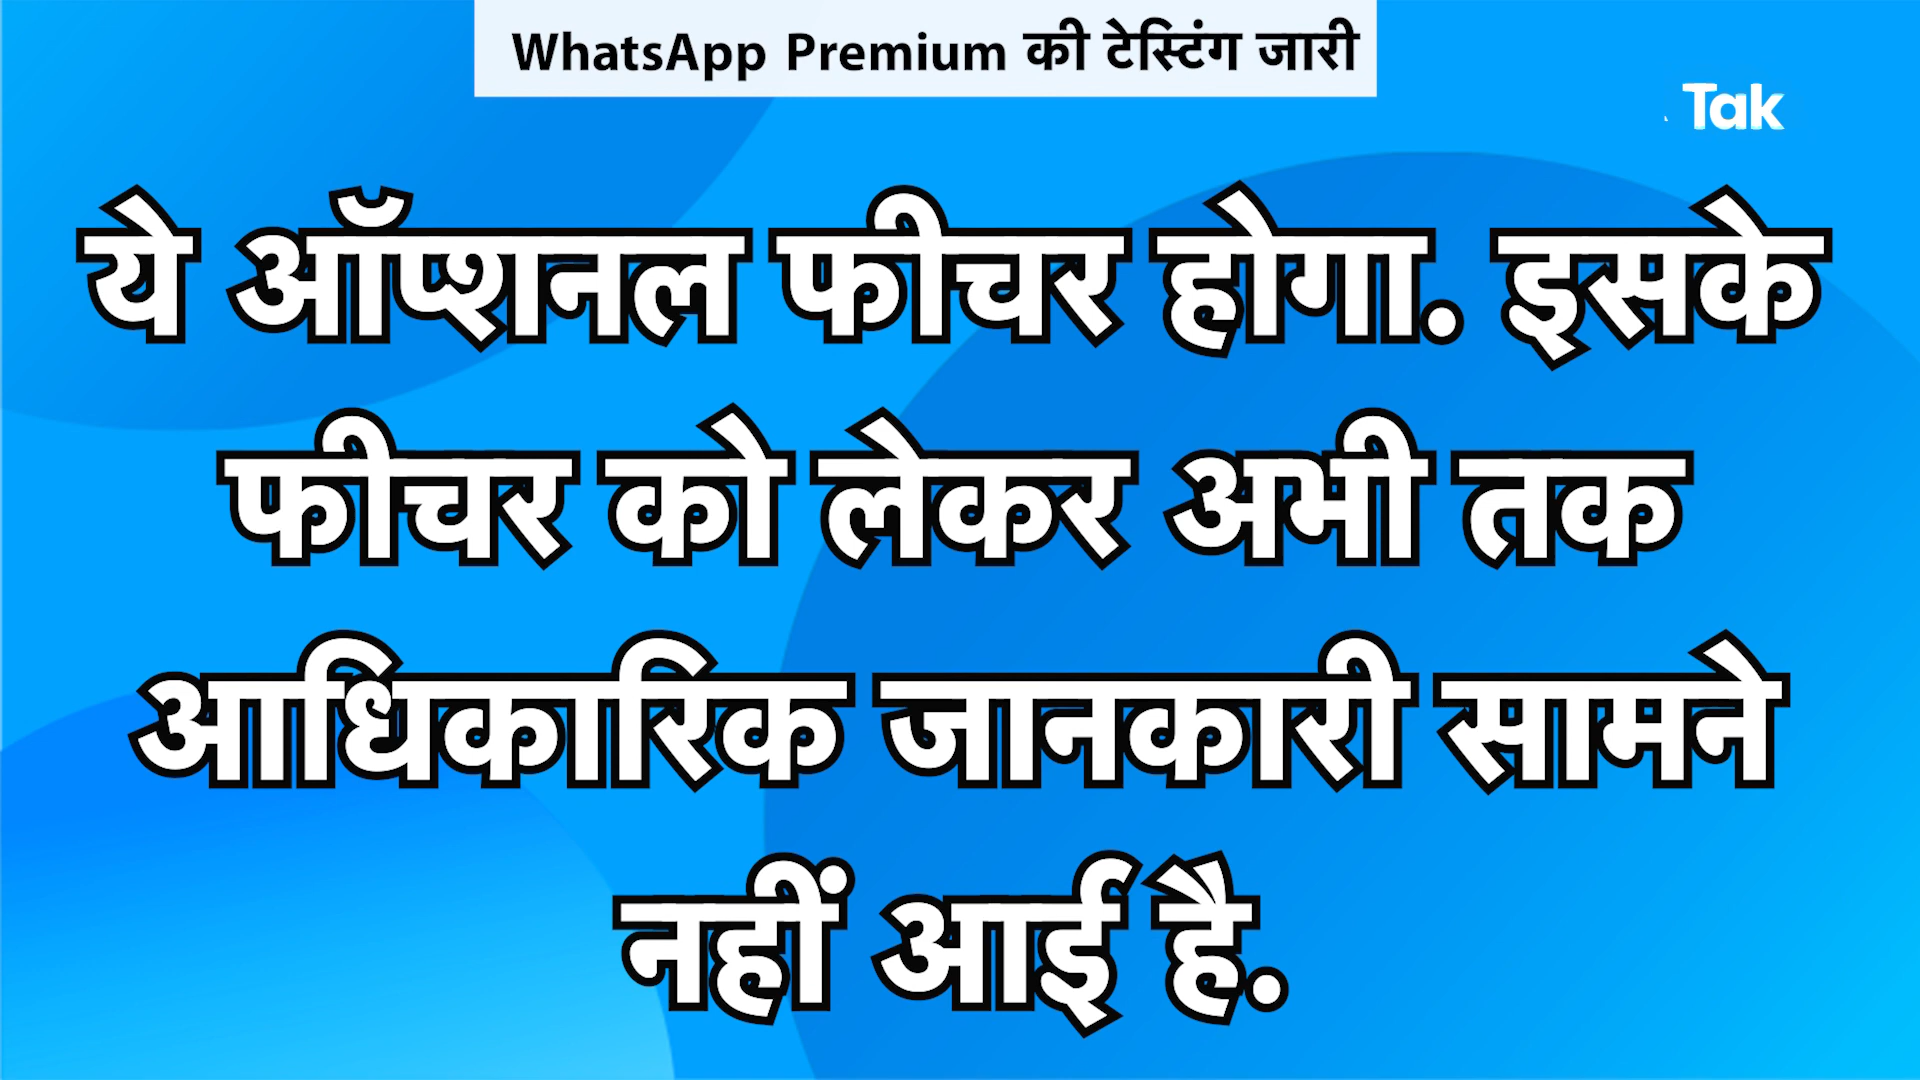 WhatsApp Premium की टेस्टिंग जारी
Tak
ये ऑप्शनल फीचर होगा. इसके
फीचर को लेकर अभी तक
आधिकारिक जानकारी सामने
नहीं आई है.